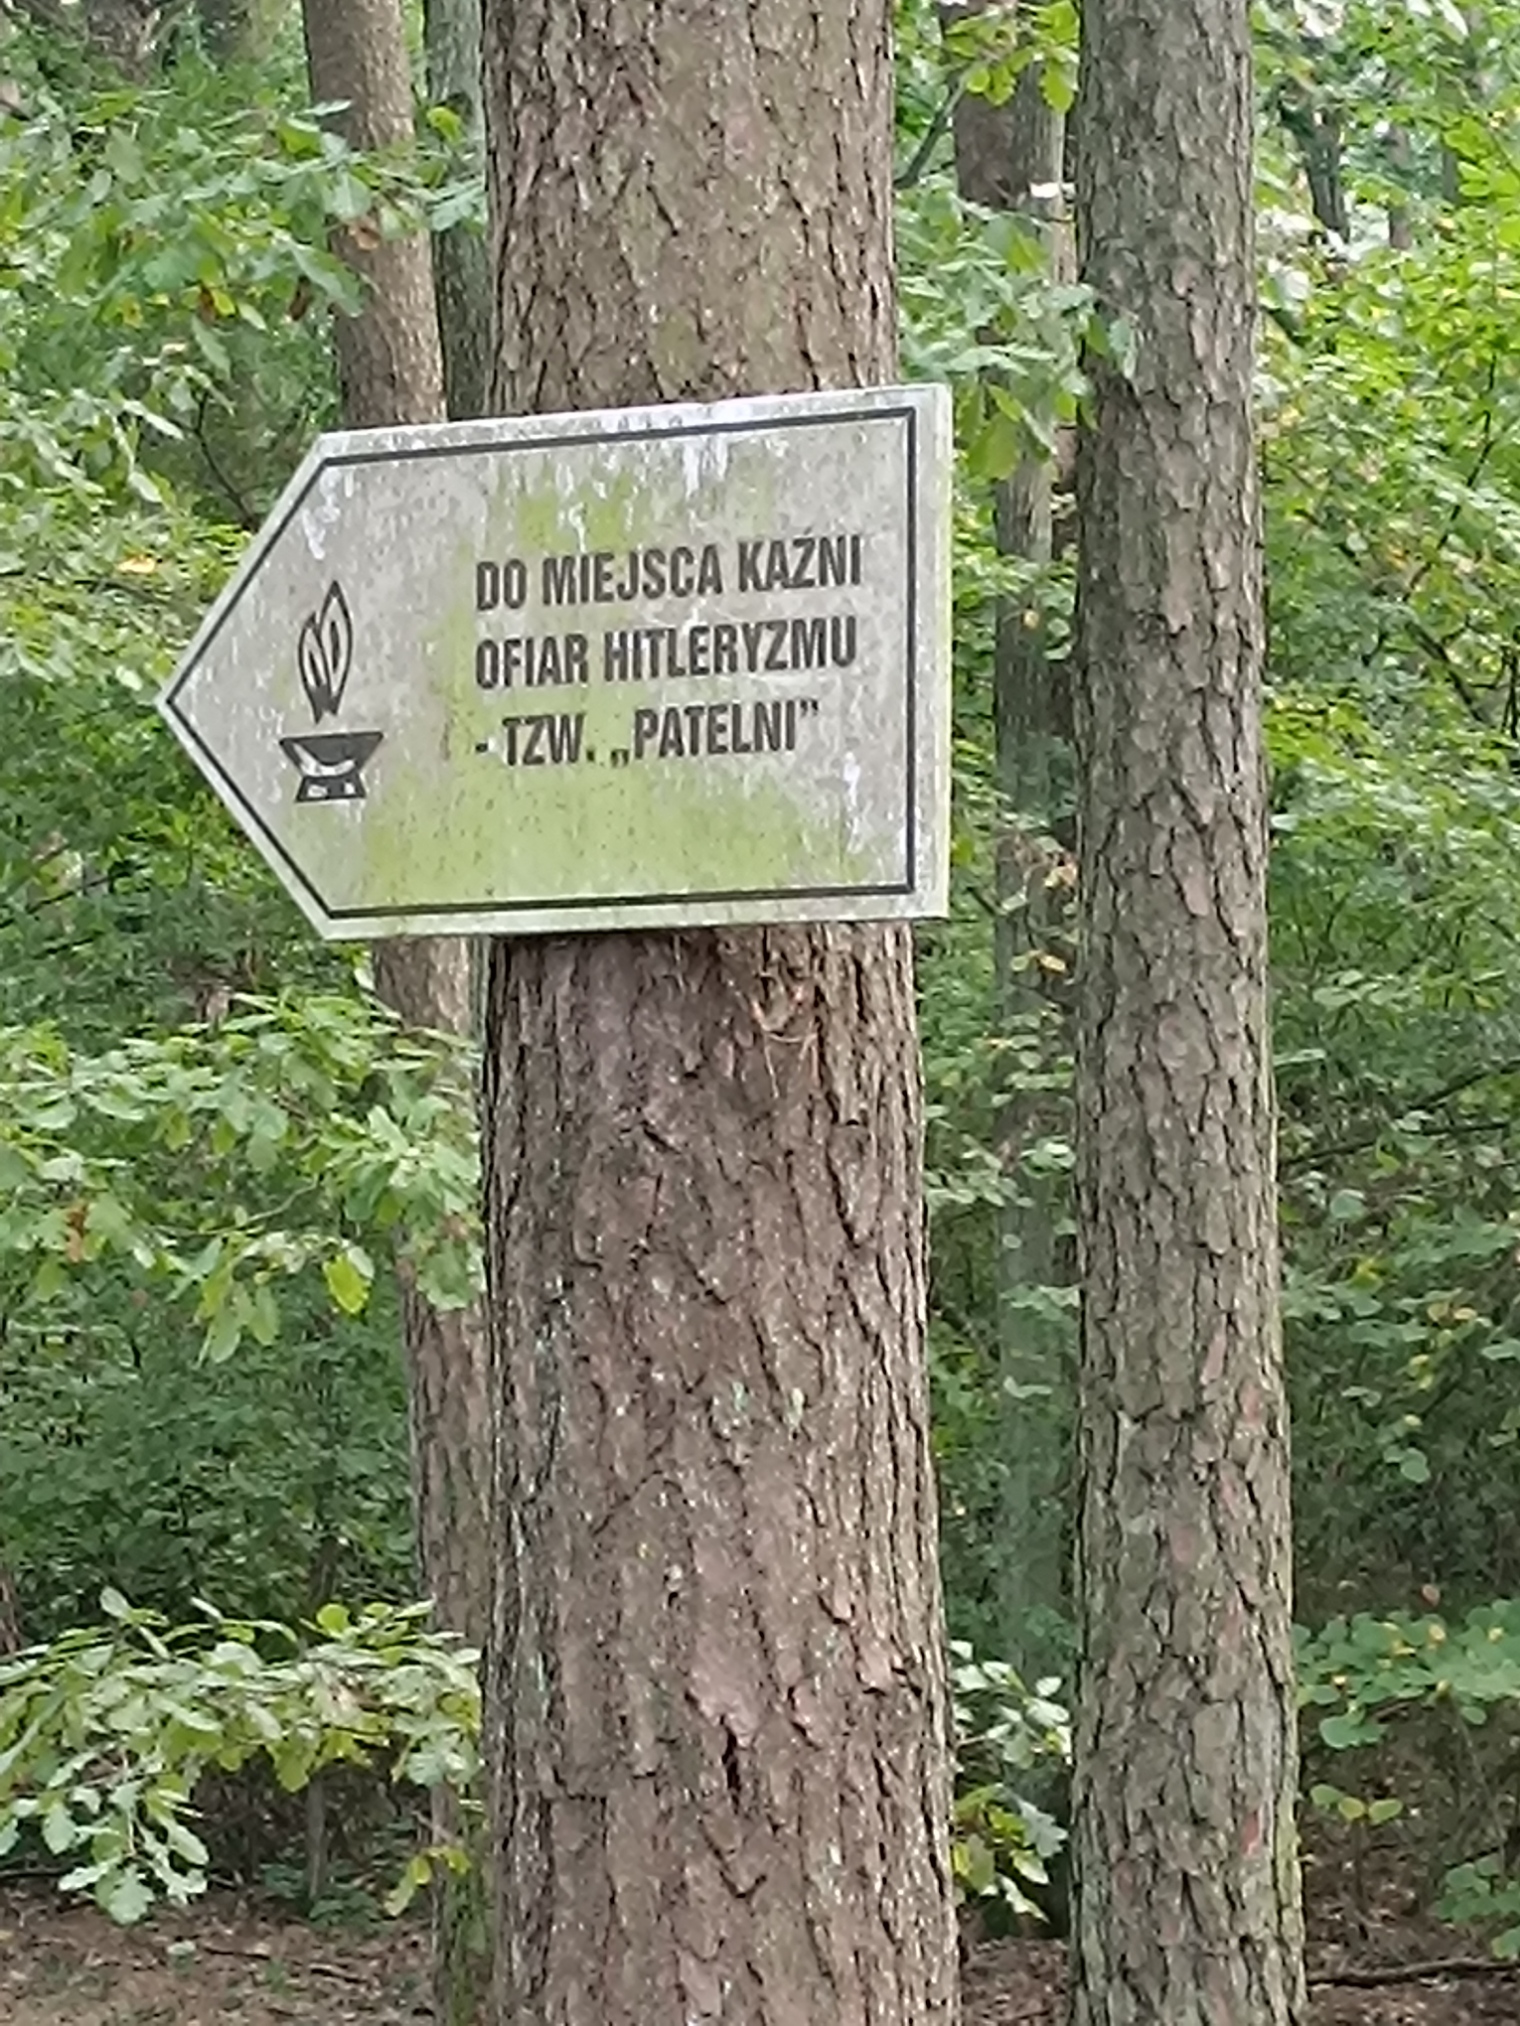 DO MIEJSCA KAŹNI
OFIAR HITLERYZMU
- TZW. „PATELNI”